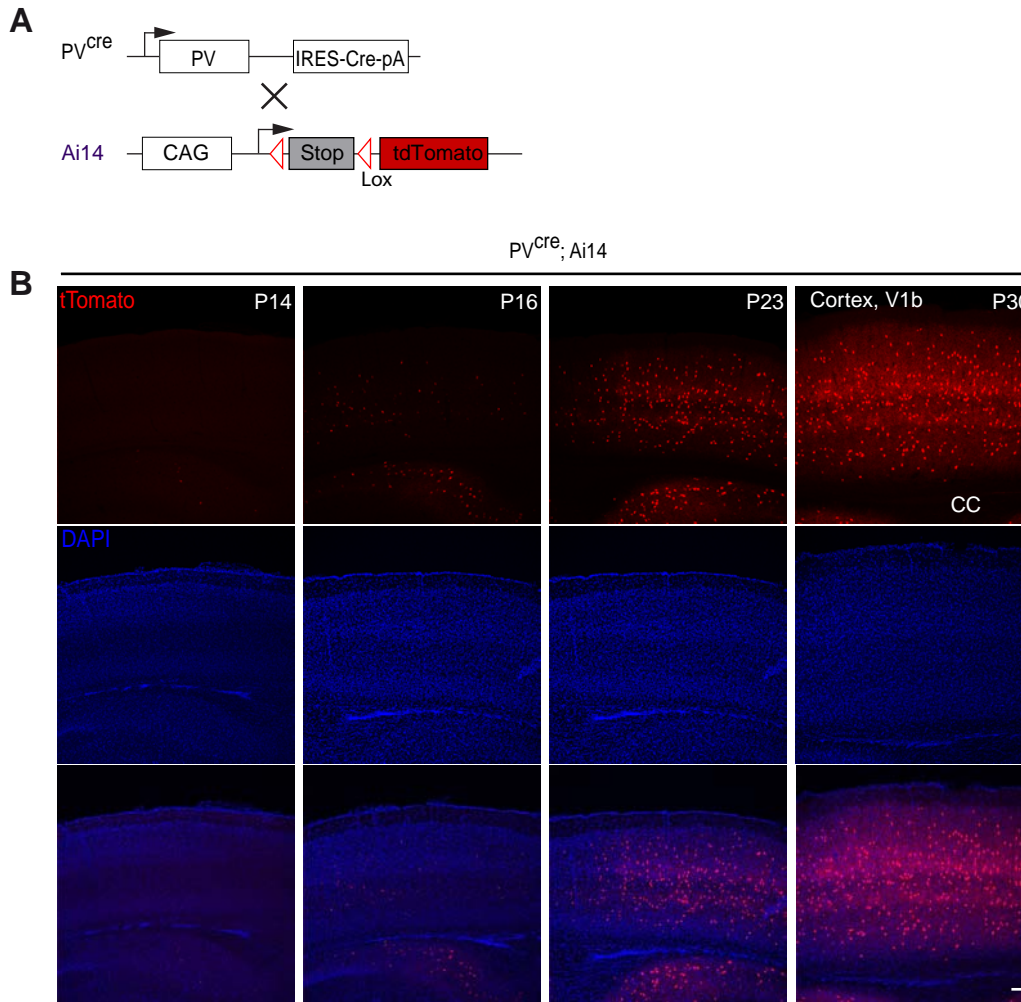 A
PVcre
PV
IRES-Cre-pA
Ai14
CAG
Stop
tdTomato
Lox
PVcre; Ai14
B
tTomato
P14
P16
P23
Cortex, V1b
P30
CC
DAPI